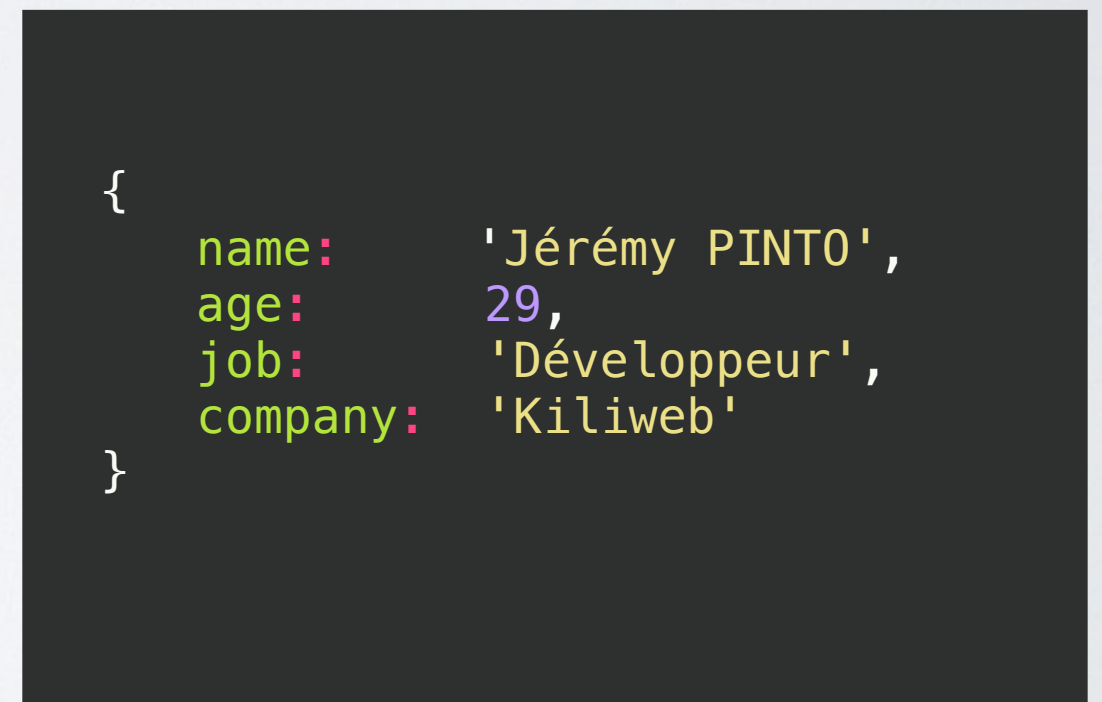 {
name: 'Jérémy PINTO',
age: 29,
job: 'Développeur',
company: 'Kiliweb'
}